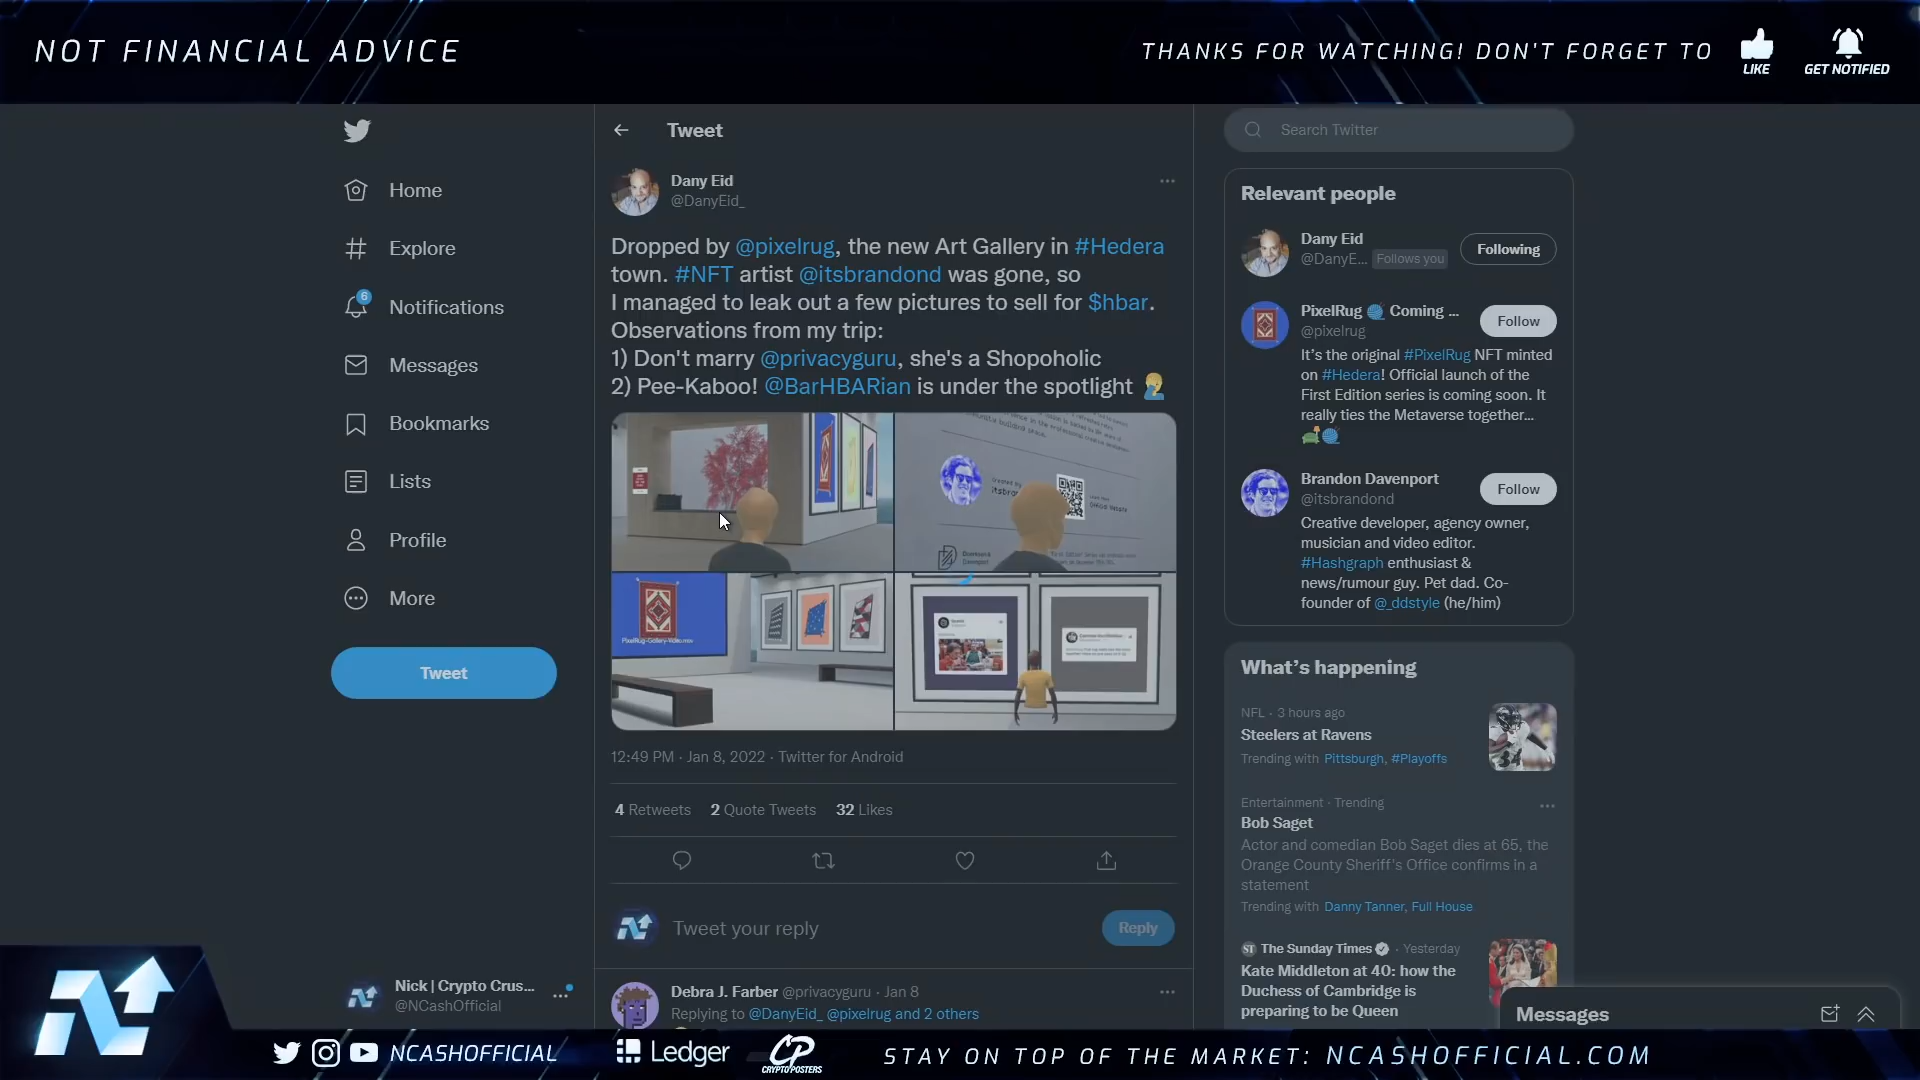 NOT FINANCIAL ADVICE
THANKS FOR WATCHING! DON'T FORGET TO
LIKE
GET NOTIFIED
Home
Explore
6
Notifications
Messages
Bookmarks
Lists
Profile
More
Tweet
Nick | Crypto Crus...
@NCashOfficial
Tweet
Dany Eid
@DanyEid_
Dropped by @pixelrug, the new Art Gallery in #Hedera
town. #NFT artist @itsbrandond was gone, so
I managed to leak out a few pictures to sell for $hbar.
Observations from my trip:
1) Don't marry @privacyguru, she's a Shopoholic
2) Pee-Kaboo! @BarHBARian is under the spotlight
Created by
PixelRug-Gallery-Video.mov
12:49 PM · Jan 8, 2022 · Twitter for Android
4 Retweets 2 Quote Tweets 32 Likes
Tweet your reply
Reply
Debra J. Farber @privacyguru · Jan 8
Replying to @DanyEid_ @pixelrug and 2 others
Search Twitter
Relevant people
Dany Eid
@DanyE... Follows you
Following
PixelRug Coming ...
@pixelrug
Follow
It's the original #PixelRug NFT minted
on #Hedera! Official launch of the
First Edition series is coming soon. It
really ties the Metaverse together...
Brandon Davenport
@itsbrandond
Follow
Creative developer, agency owner,
musician and video editor.
#Hashgraph enthusiast &
news/rumour guy. Pet dad. Co-
founder of @_ddstyle (he/him)
What's happening
NFL · 3 hours ago
Steelers at Ravens
Trending with Pittsburgh, #Playoffs
Entertainment · Trending
Bob Saget
Actor and comedian Bob Saget dies at 65, the
Orange County Sheriff's Office confirms in a
statement
Trending with Danny Tanner, Full House
ST The Sunday Times · Yesterday
Kate Middleton at 40: how the
Duchess of Cambridge is
preparing to be Queen
Messages
NCASHOFFICIAL
Ledger
CP
CRYPTOPOSTERS
STAY ON TOP OF THE MARKET: NCASHOFFICIAL.COM